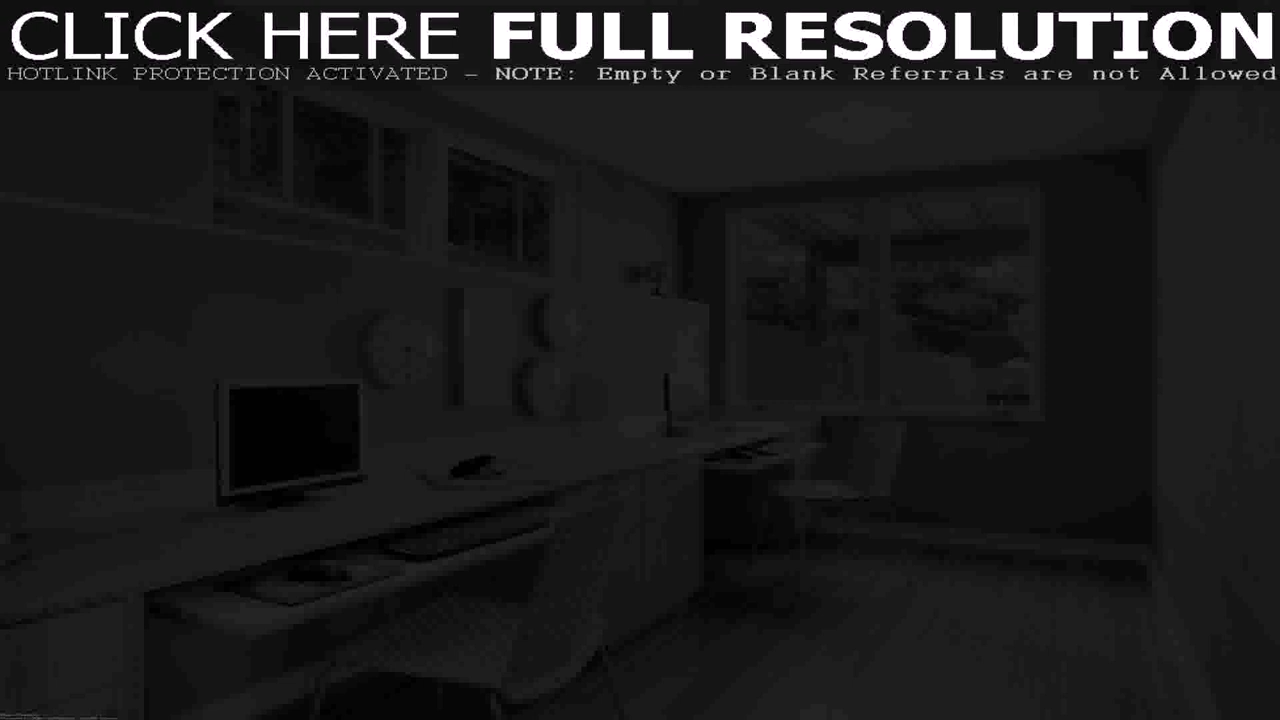 CLICK HERE FULL RESOLUTION
HOTLINK PROTECTION ACTIVATED - NOTE: Empty or Blank Referrals are not Allowed